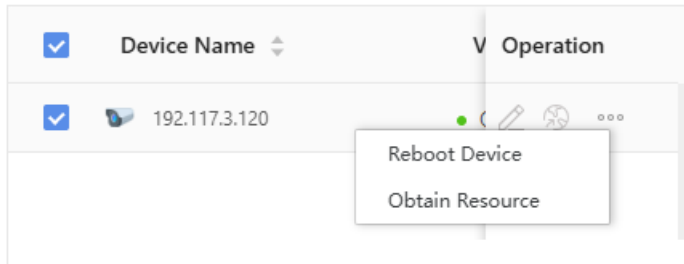 Device Name V Operation
192.117.3.120
Reboot Device
Obtain Resource